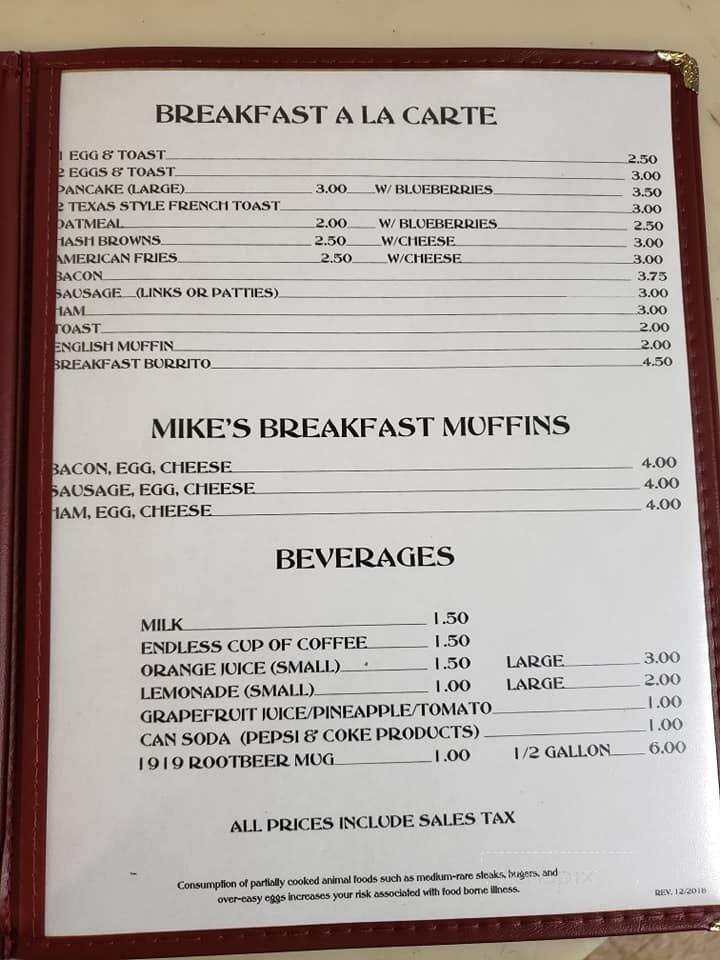 BREAKFAST A LA CARTE
1 EGG & TOAST 2.50
2 EGGS & TOAST 3.00
PANCAKE (LARGE) 3.00 W/ BLUEBERRIES 3.50
2 TEXAS STYLE FRENCH TOAST 3.00
OATMEAL 2.00 W/ BLUEBERRIES 2.50
HASH BROWNS 2.50 W/CHEESE 3.00
AMERICAN FRIES 2.50 W/CHEESE 3.00
BACON 3.75
SAUSAGE (LINKS OR PATTIES) 3.00
HAM 3.00
TOAST 2.00
ENGLISH MUFFIN 2.00
BREAKFAST BURRITO 4.50
MIKE'S BREAKFAST MUFFINS
BACON, EGG, CHEESE 4.00
SAUSAGE, EGG, CHEESE 4.00
HAM, EGG, CHEESE 4.00
BEVERAGES
MILK 1.50
ENDLESS CUP OF COFFEE 1.50
ORANGE JUICE (SMALL) 1.50 LARGE 3.00
LEMONADE (SMALL) 1.00 LARGE 2.00
GRAPEFRUIT JUICE/PINEAPPLE/TOMATO 1.00
CAN SODA (PEPSI & COKE PRODUCTS) 1.00
1919 ROOTBEER MUG 1.00 1/2 GALLON 6.00
ALL PRICES INCLUDE SALES TAX
Consumption of partially cooked animal foods such as medium-rare steaks, bugers, and
over-easy eggs increases your risk associated with food borne illness.
REV. 12/2018